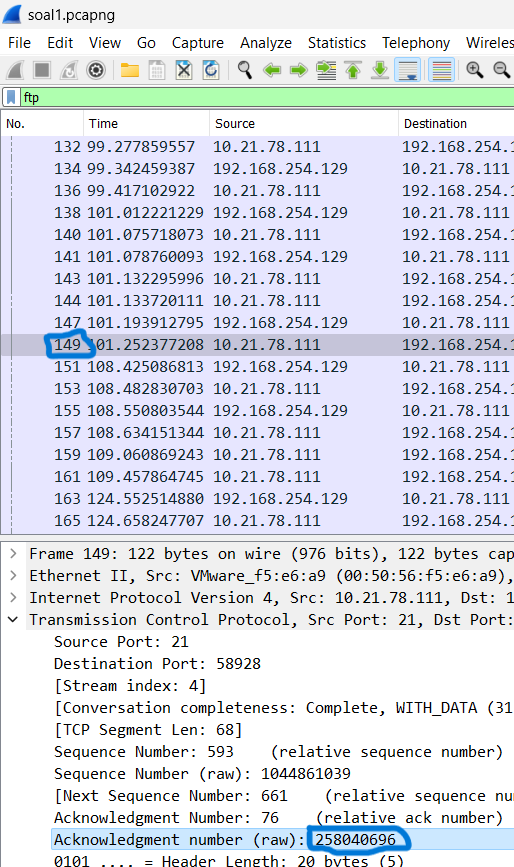 soal1.pcapng
File Edit View Go Capture Analyze Statistics Telephony Wireles
ftp
No. Time Source Destination
132 99.277859557 10.21.78.111 192.168.254.1
134 99.342459387 192.168.254.129 10.21.78.111
136 99.417102922 10.21.78.111 192.168.254.1
138 101.012221229 192.168.254.129 10.21.78.111
140 101.075718073 10.21.78.111 192.168.254.1
141 101.078760093 192.168.254.129 10.21.78.111
143 101.132295996 10.21.78.111 192.168.254.1
144 101.133720111 10.21.78.111 192.168.254.1
147 101.193912795 192.168.254.129 10.21.78.111
149 101.252377208 10.21.78.111 192.168.254.1
151 108.425086813 192.168.254.129 10.21.78.111
153 108.482830703 10.21.78.111 192.168.254.1
155 108.550803544 192.168.254.129 10.21.78.111
157 108.634151344 10.21.78.111 192.168.254.1
159 109.060869243 10.21.78.111 192.168.254.1
161 109.457864745 10.21.78.111 192.168.254.1
163 124.552514880 192.168.254.129 10.21.78.111
165 124.658247707 10.21.78.111 192.168.254.1
Frame 149: 122 bytes on wire (976 bits), 122 bytes cap
Ethernet II, Src: VMware_f5:e6:a9 (00:50:56:f5:e6:a9),
Internet Protocol Version 4, Src: 10.21.78.111, Dst: 1
Transmission Control Protocol, Src Port: 21, Dst Port:
Source Port: 21
Destination Port: 58928
[Stream index: 4]
[Conversation completeness: Complete, WITH_DATA (31
[TCP Segment Len: 68]
Sequence Number: 593 (relative sequence number)
Sequence Number (raw): 1044861039
[Next Sequence Number: 661 (relative sequence nu
Acknowledgment Number: 76 (relative ack number)
Acknowledgment number (raw): 258040696
0101 .... = Header Length: 20 bytes (5)